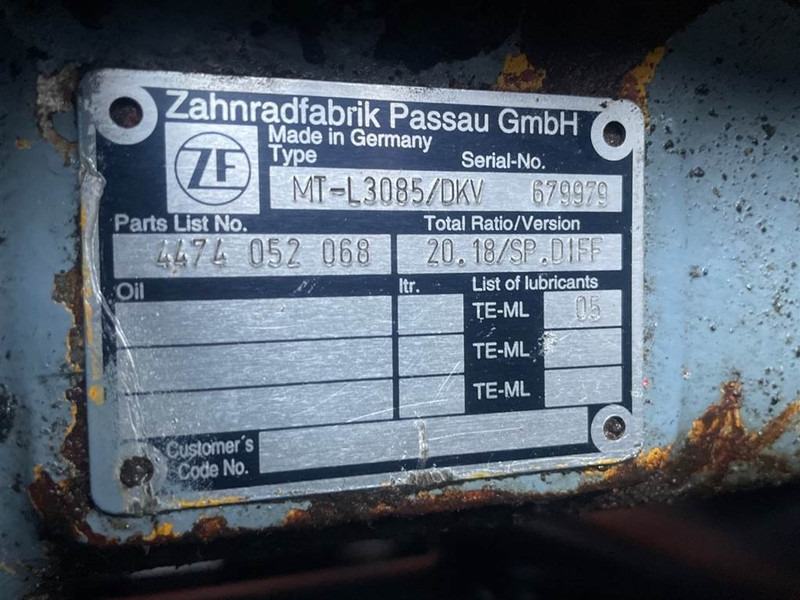 Zahnradfabrik Passau GmbH
ZF
Made in Germany
Type Serial-No.
MT-L3085/DKV 679979
Parts List No. Total Ratio/Version
4474 052 068 20.18/SP.DIFF
Oil ltr. List of lubricants
TE-ML 05
TE-ML
TE-ML
Customer's
Code No.